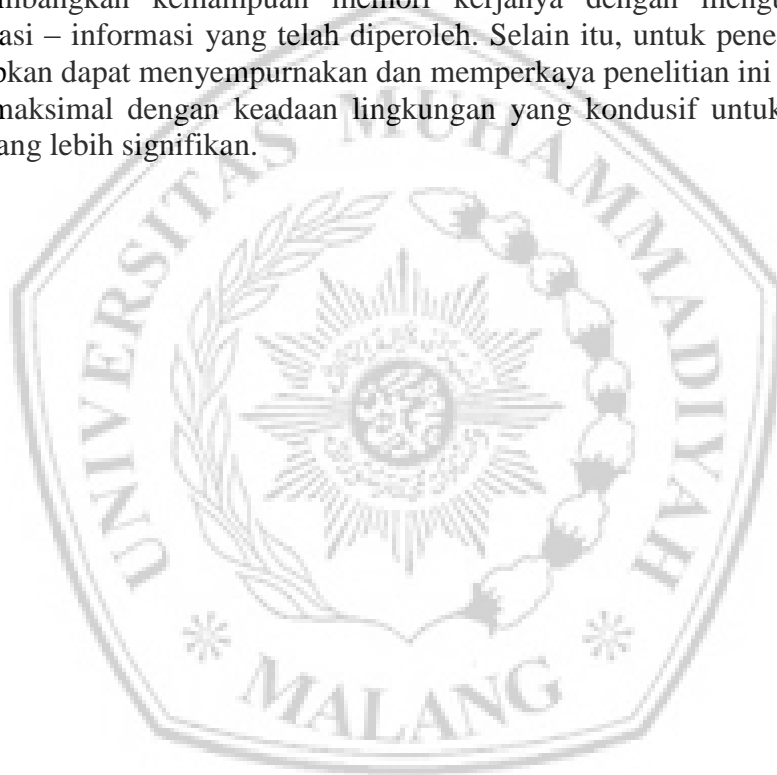 mbangkan kemampuan memori kerjanya dengan mengu
asi – informasi yang telah diperoleh. Selain itu, untuk pene
pkan dapat menyempurnakan dan memperkaya penelitian ini
maksimal dengan keadaan lingkungan yang kondusif untuk
ang lebih signifikan.
UNIVERSITAS MUHAMMADIYAH
MALANG